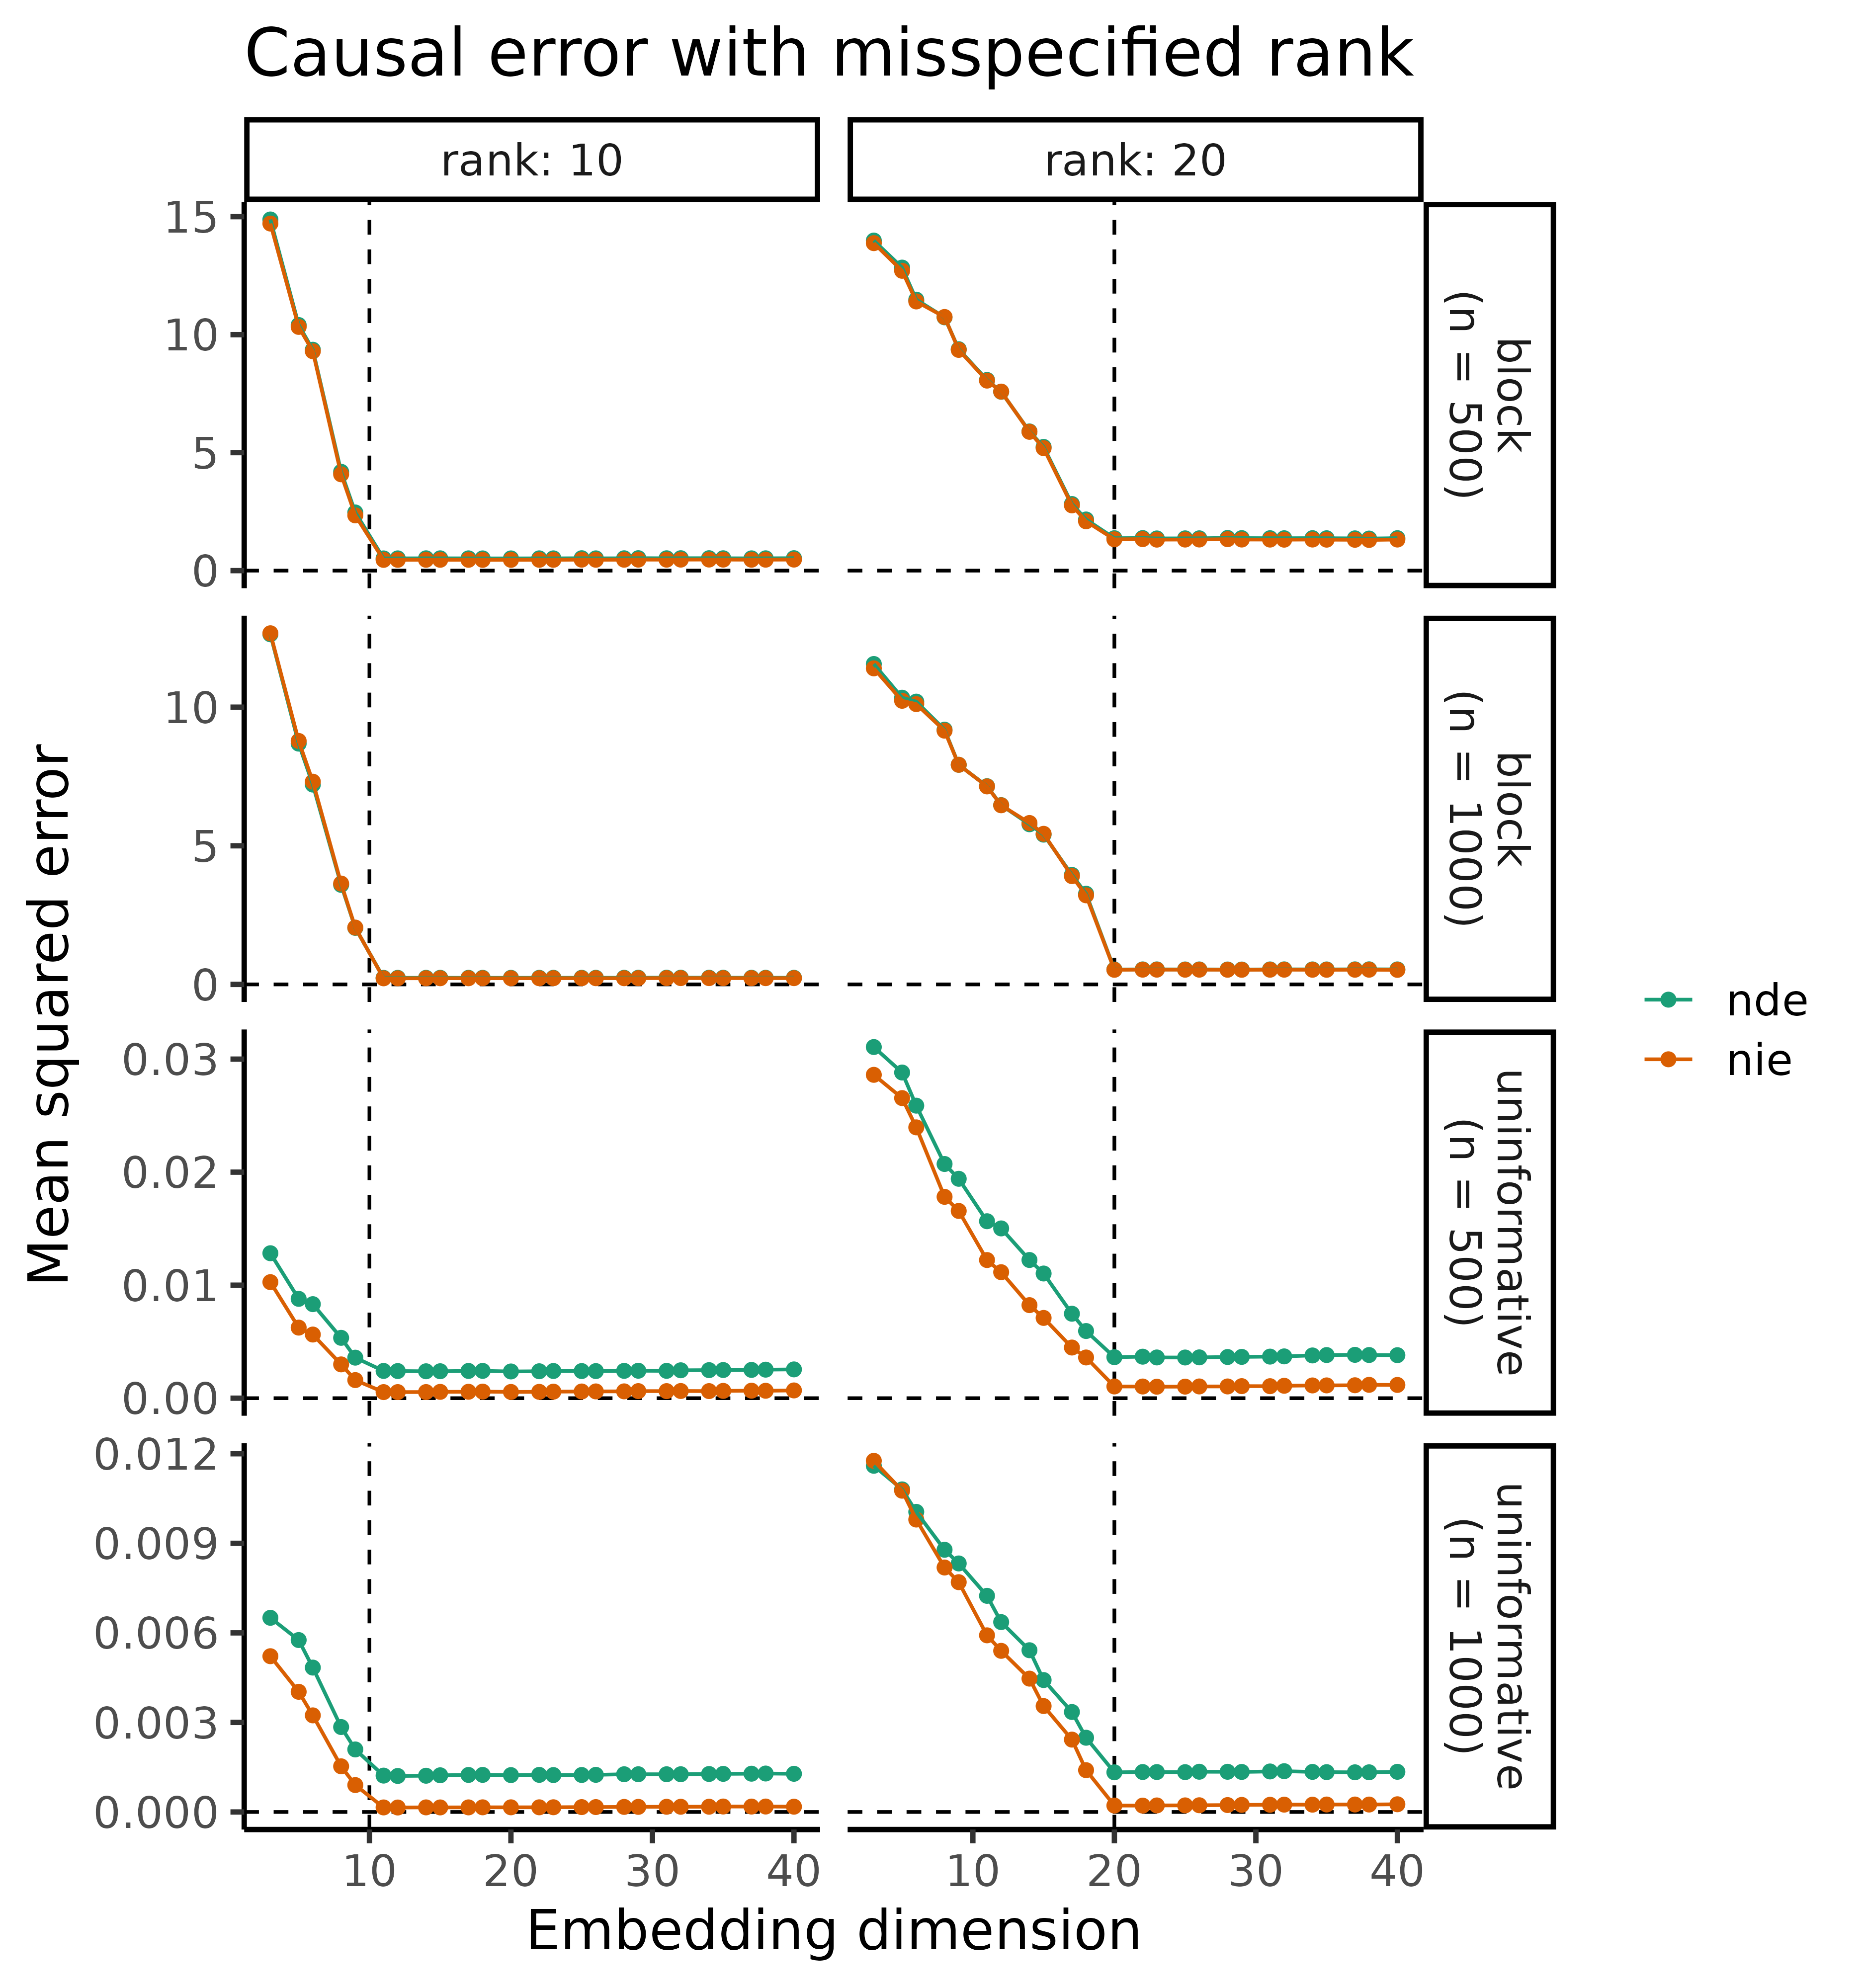 Causal error with misspecified rank
rank: 10
rank: 20
15
10
5
0
block
(n = 500)
10
5
0
block
(n = 1000)
0.03
0.02
0.01
0.00
uninformative
(n = 500)
0.012
0.009
0.006
0.003
0.000
uninformative
(n = 1000)
10 20 30 40
10 20 30 40
Embedding dimension
Mean squared error
nde
nie